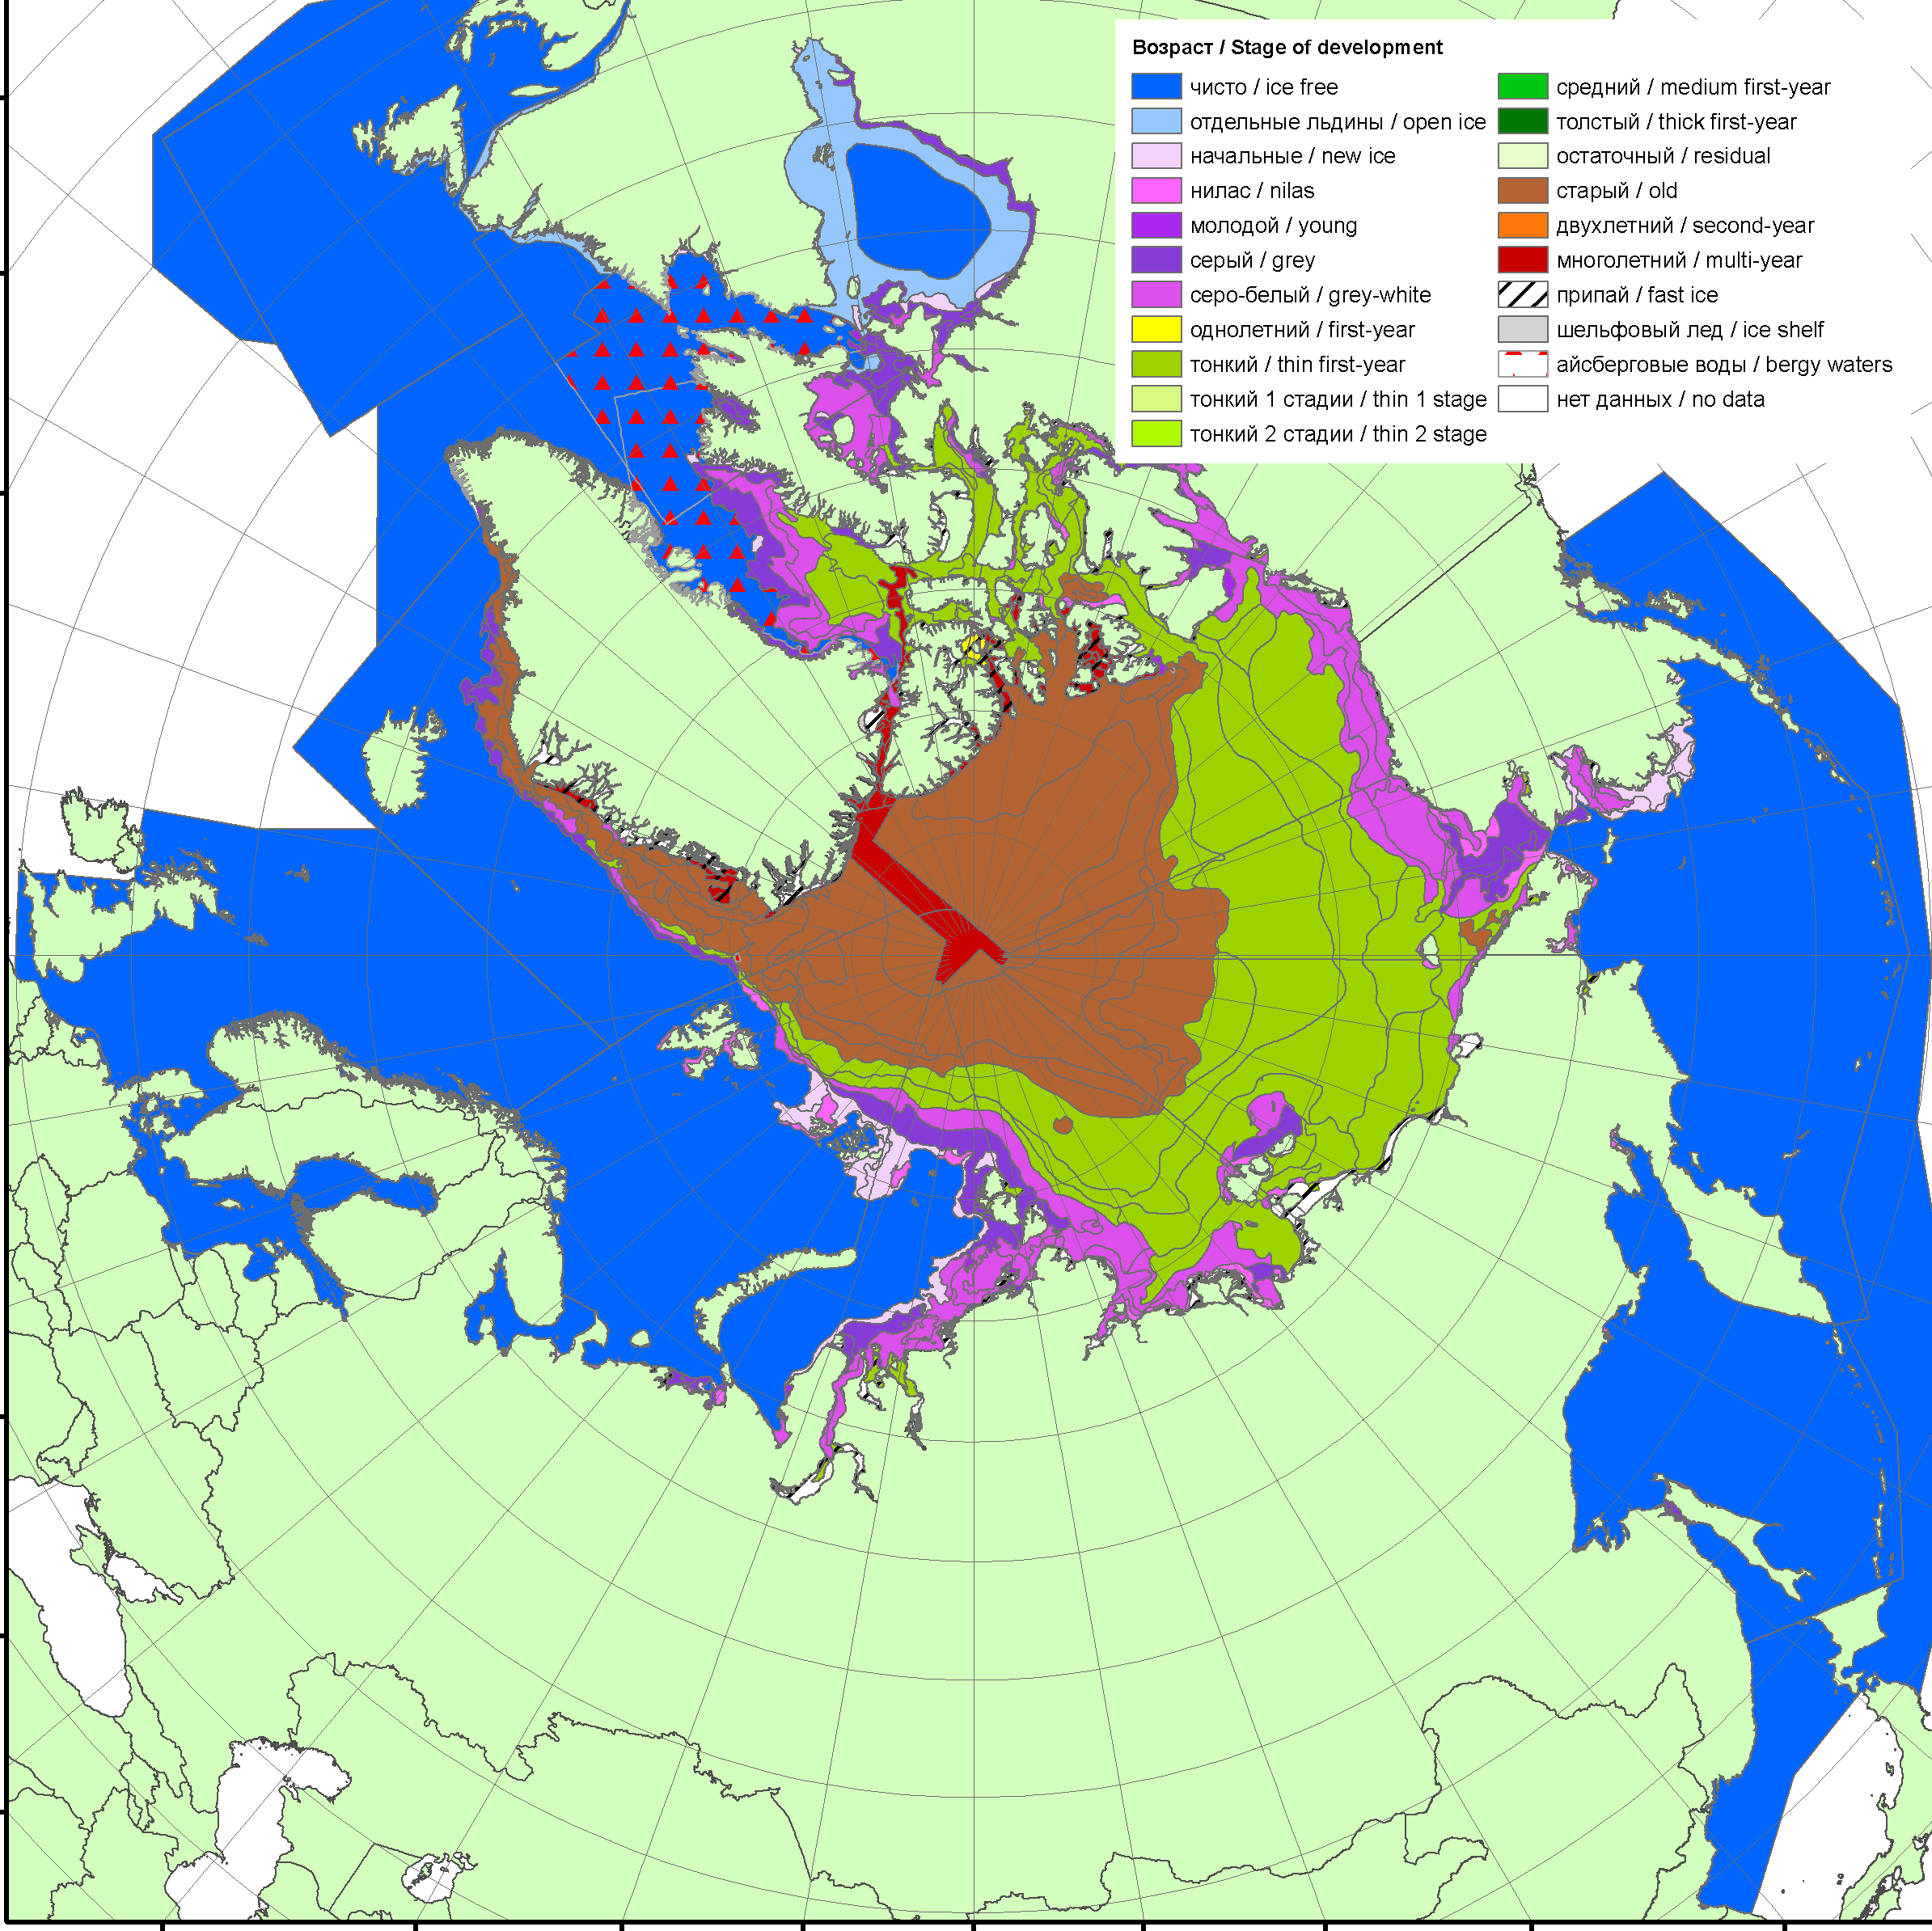 Возраст / Stage of development
чисто / ice free
отдельные льдины / open ice
начальные / new ice
нилас / nilas
молодой / young
серый / grey
серо-белый / grey-white
однолетний / first-year
тонкий / thin first-year
тонкий 1 стадии / thin 1 stage
тонкий 2 стадии / thin 2 stage
средний / medium first-year
толстый / thick first-year
остаточный / residual
старый / old
двухлетний / second-year
многолетний / multi-year
припай / fast ice
шельфовый лед / ice shelf
айсберговые воды / bergy waters
нет данных / no data